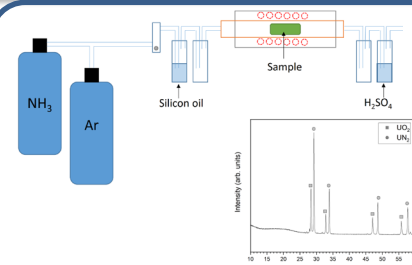 NH3
Ar
Silicon oil
Sample
H2SO4
UO2
UN2
Intensity (arb. units)
10 15 20 25 30 35 40 45 50 55